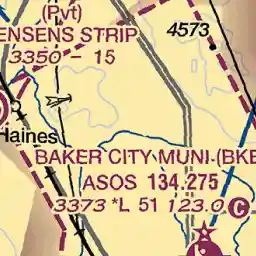 (Pvt)
ENSENS STRIP
3350 - 15
4573
Haines
BAKER CITY MUNI (BKE
ASOS 134.275
3373 *L 51 123.0 C